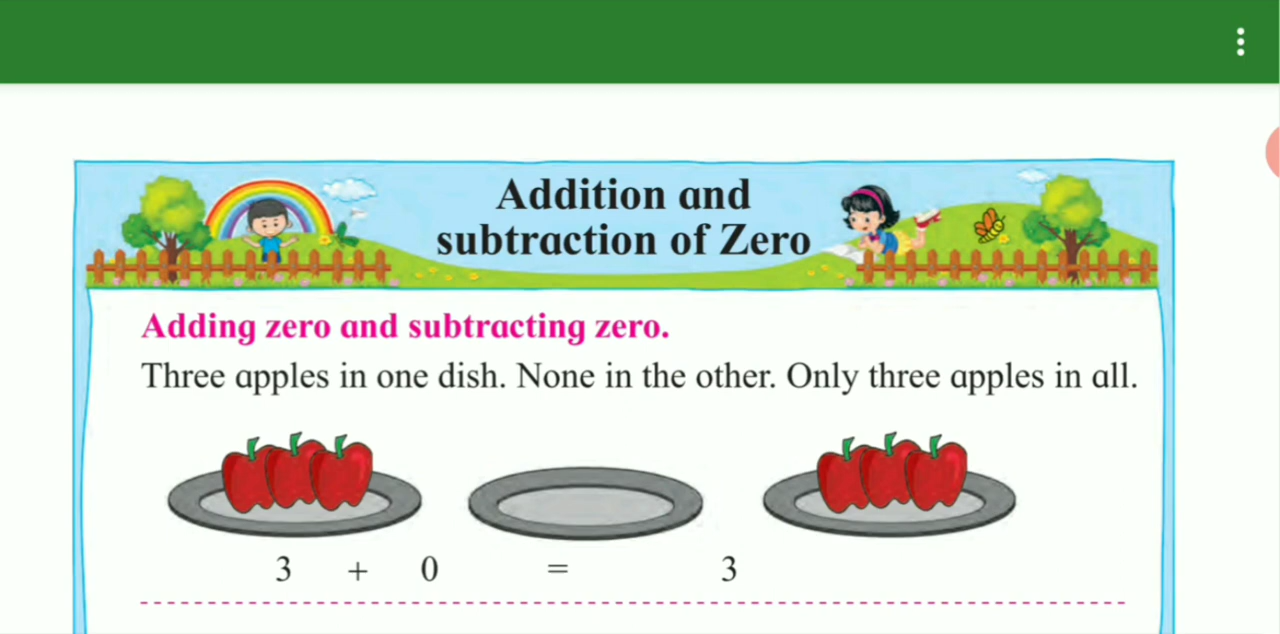 Addition and
subtraction of Zero
Adding zero and subtracting zero.
Three apples in one dish. None in the other. Only three apples in all.
3 + 0 = 3